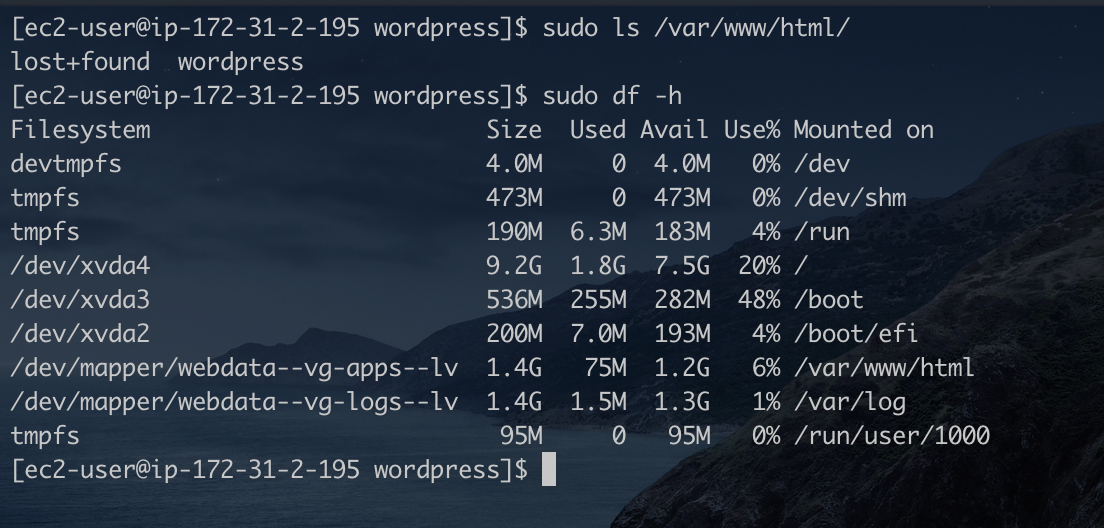 [ec2-user@ip-172-31-2-195 wordpress]$ sudo ls /var/www/html/
lost+found  wordpress
[ec2-user@ip-172-31-2-195 wordpress]$ sudo df -h
Filesystem                        Size  Used Avail Use% Mounted on
devtmpfs                          4.0M     0  4.0M   0% /dev
tmpfs                             473M     0  473M   0% /dev/shm
tmpfs                             190M  6.3M  183M   4% /run
/dev/xvda4                        9.2G  1.8G  7.5G  20% /
/dev/xvda3                        536M  255M  282M  48% /boot
/dev/xvda2                        200M  7.0M  193M   4% /boot/efi
/dev/mapper/webdata--vg-apps--lv  1.4G   75M  1.2G   6% /var/www/html
/dev/mapper/webdata--vg-logs--lv  1.4G  1.5M  1.3G   1% /var/log
tmpfs                              95M     0   95M   0% /run/user/1000
[ec2-user@ip-172-31-2-195 wordpress]$